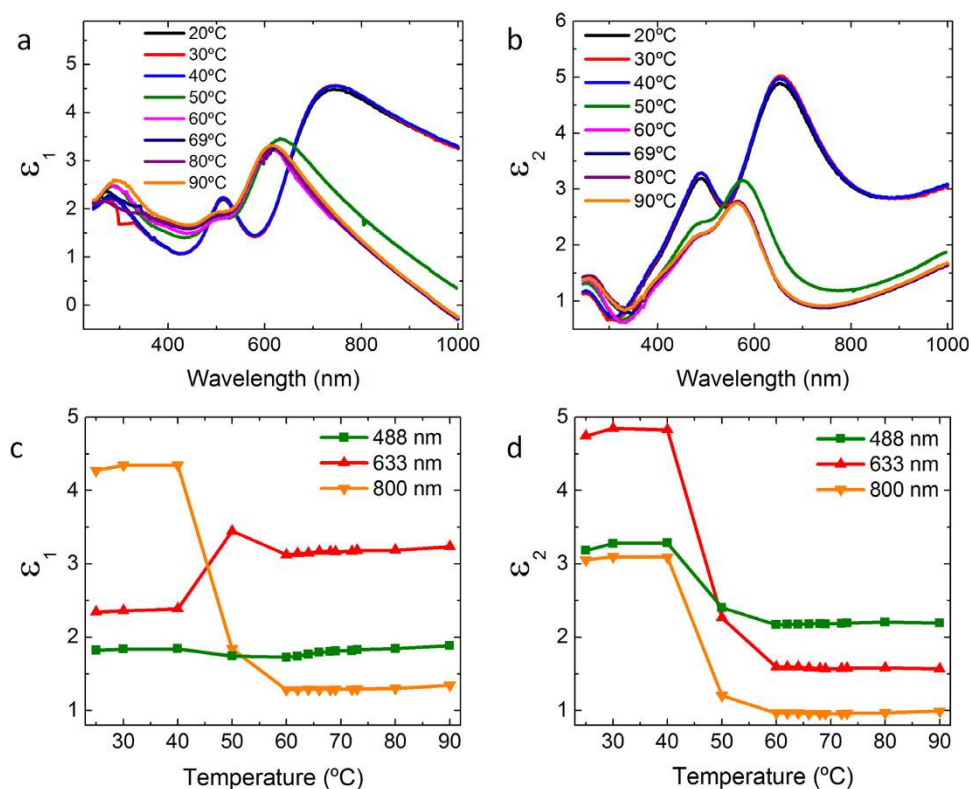 a
20ºC
30ºC
40ºC
50ºC
60ºC
69ºC
80ºC
90ºC
5
4
3
2
1
0
ε1
400 600 800 1000
Wavelength (nm)
b
20ºC
30ºC
40ºC
50ºC
60ºC
69ºC
80ºC
90ºC
6
5
4
3
2
1
ε2
400 600 800 1000
Wavelength (nm)
c
488 nm
633 nm
800 nm
5
4
3
2
1
ε1
30 40 50 60 70 80 90
Temperature (ºC)
d
488 nm
633 nm
800 nm
5
4
3
2
1
ε2
30 40 50 60 70 80 90
Temperature (ºC)